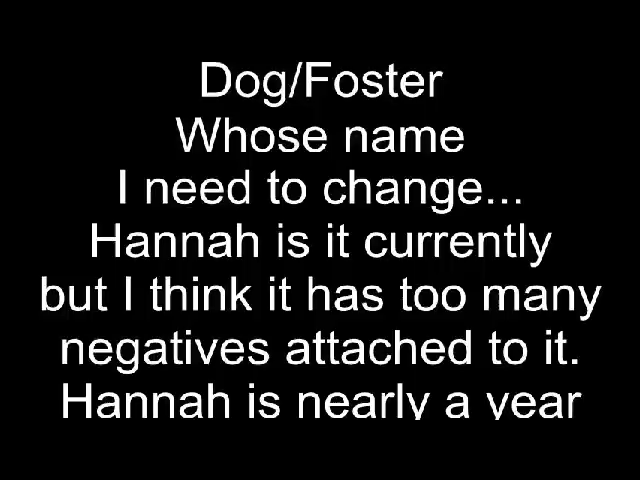 Dog/Foster
Whose name
I need to change...
Hannah is it currently
but I think it has too many
negatives attached to it.
Hannah is nearly a year